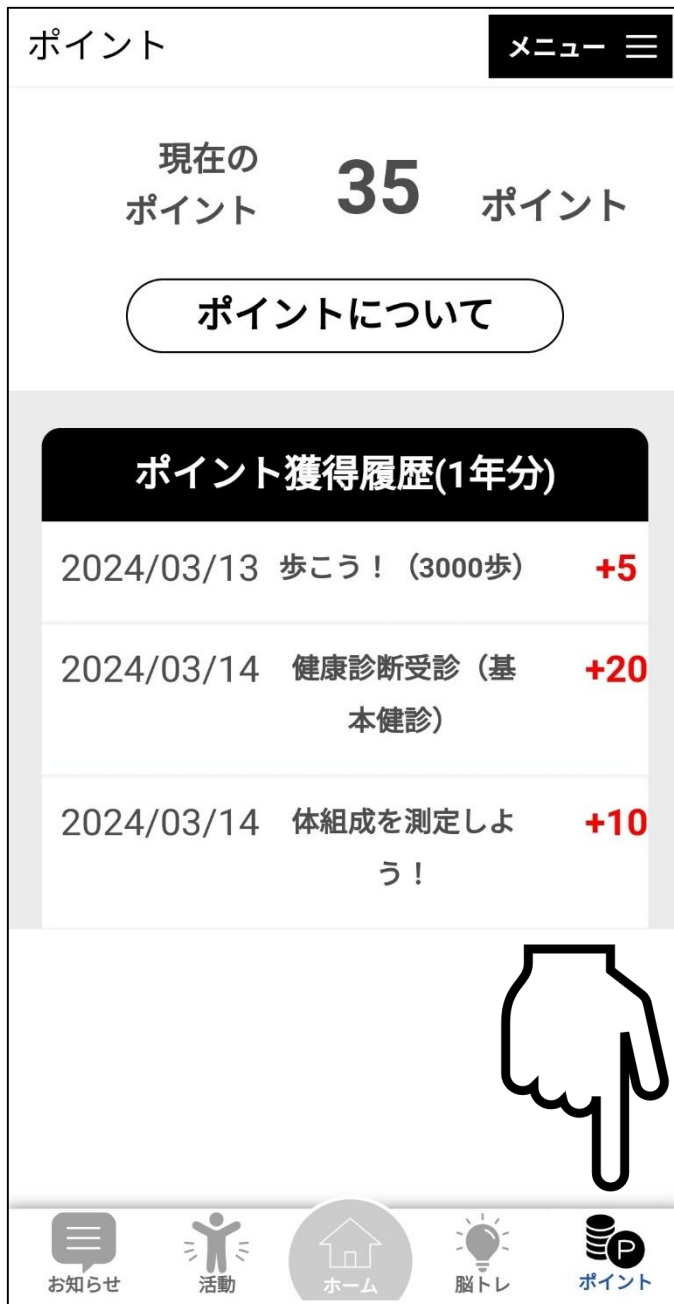 ポイント
メニュー
現在の
ポイント
35 ポイント
ポイントについて
ポイント獲得履歴(1年分)
2024/03/13 歩こう！（3000歩） +5
2024/03/14 健康診断受診（基 +20
本健診）
2024/03/14 体組成を測定しよ +10
う！
P
お知らせ 活動 ホーム 脳トレ ポイント